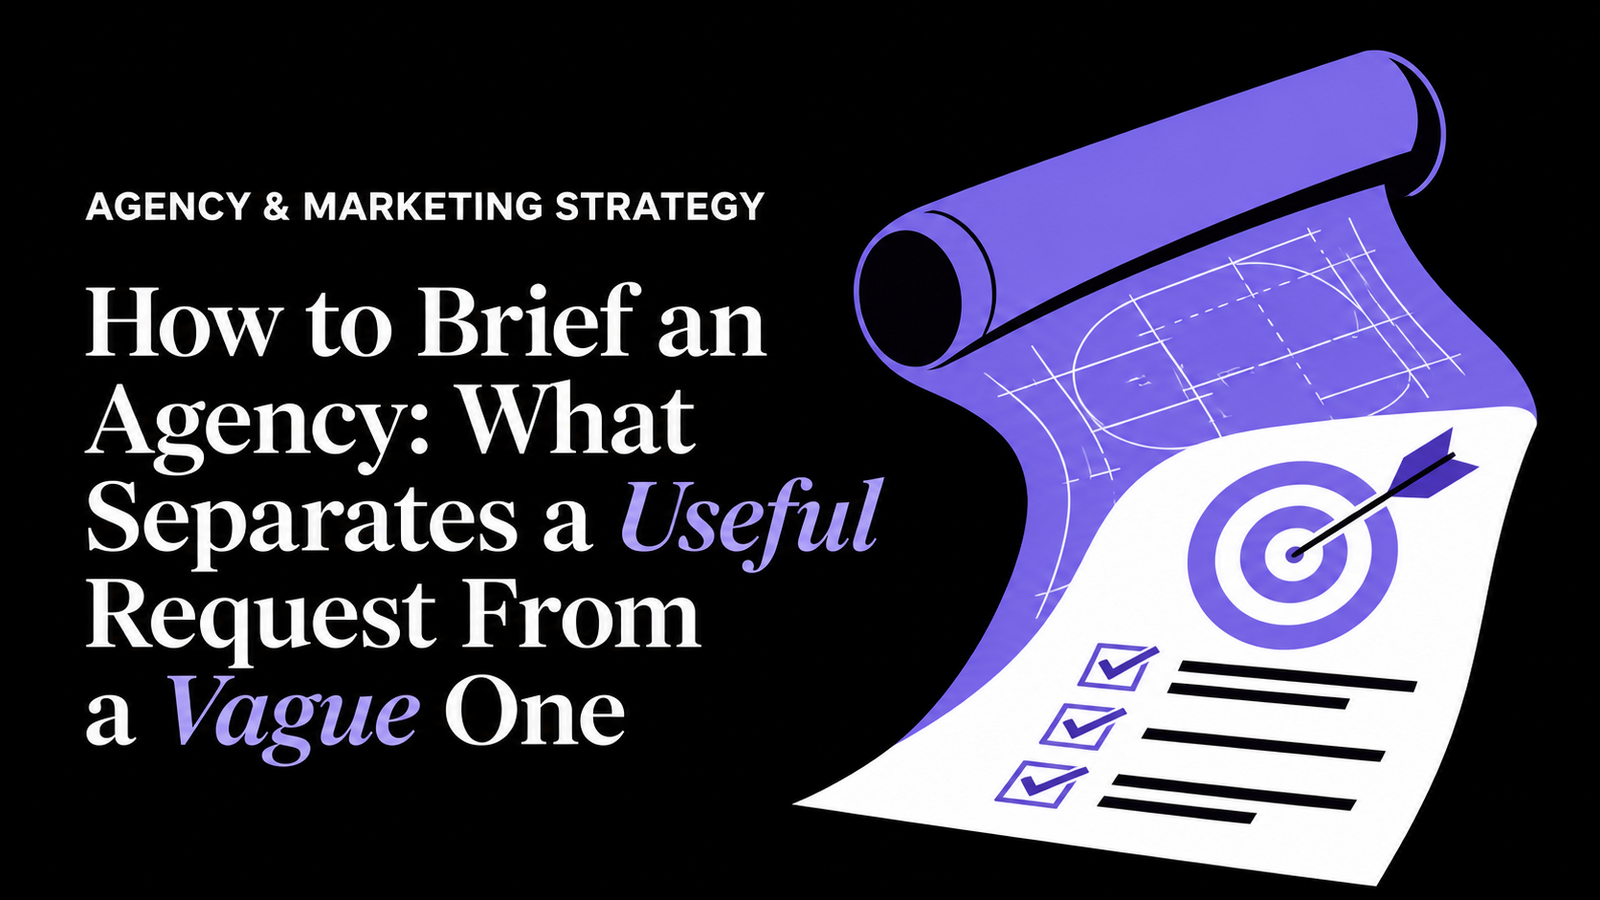 AGENCY & MARKETING STRATEGY
How to Brief an
Agency: What
Separates a Useful
Request From
a Vague One